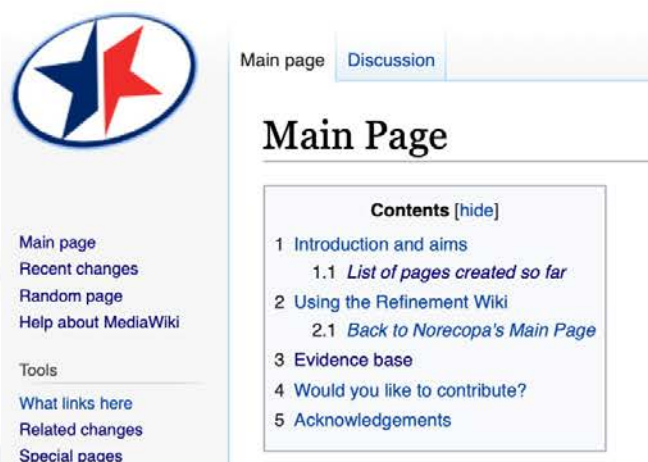 Main page
Discussion
Main Page
Contents [hide]
1 Introduction and aims
1.1 List of pages created so far
2 Using the Refinement Wiki
2.1 Back to Norecopa's Main Page
3 Evidence base
4 Would you like to contribute?
5 Acknowledgements
Main page
Recent changes
Random page
Help about MediaWiki
Tools
What links here
Related changes
Special pages